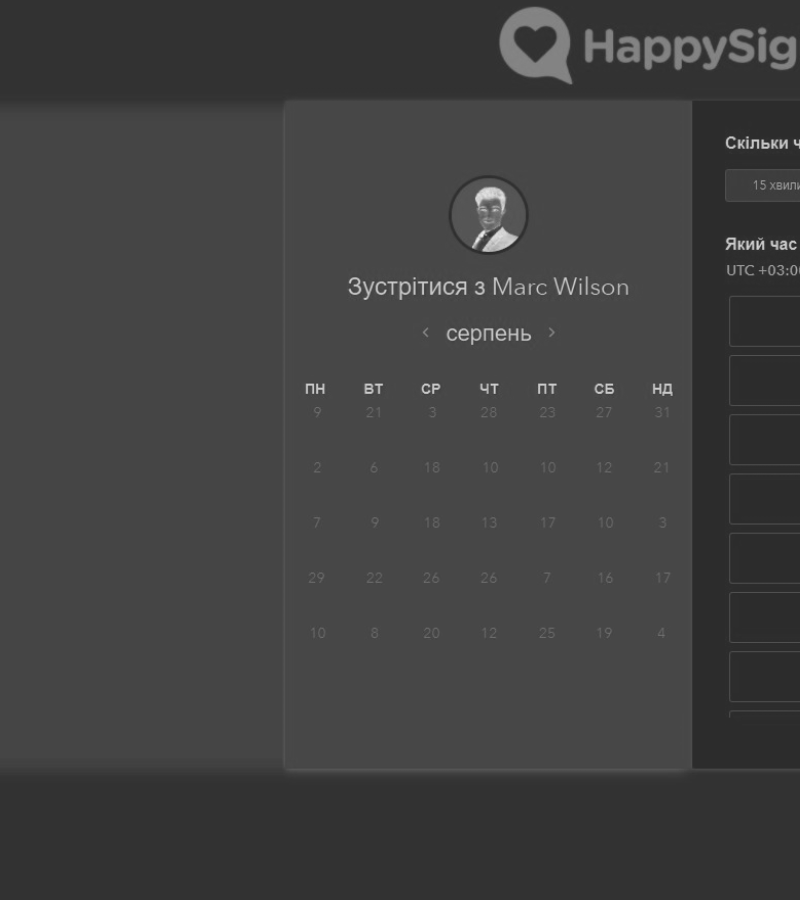 HappySig
Зустрітися з Marc Wilson
серпень
ПН ВТ СР ЧТ ПТ СБ НД
9 21 3 28 23 27 31
2 6 18 10 10 12 21
7 9 18 13 17 10 3
29 22 26 26 7 16 17
10 8 20 12 25 19 4
Скільки ч
15 хвили
Який час
UTC +03:00